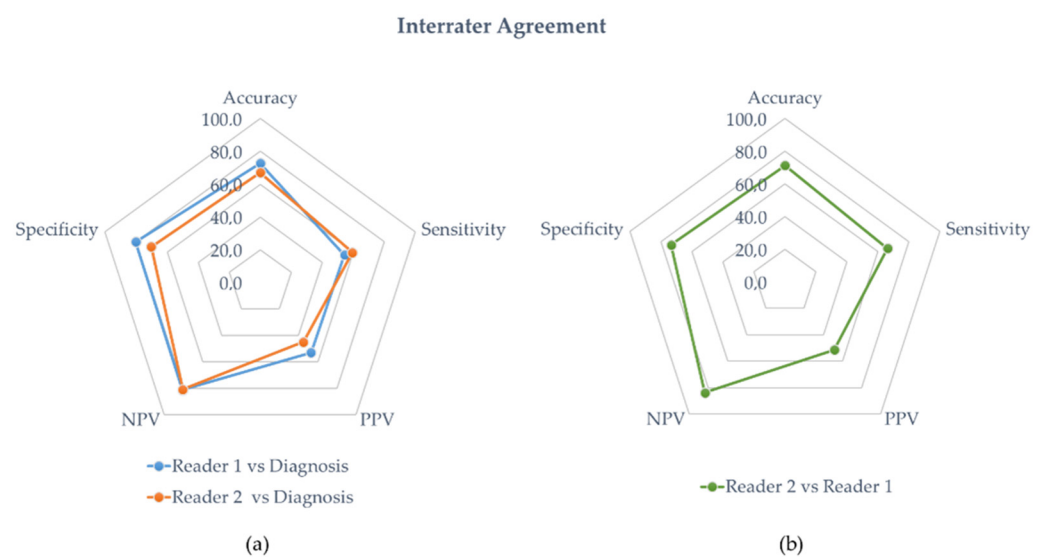 Interrater Agreement
Accuracy
100,0
80,0
60,0
40,0
20,0
0,0
Specificity
Sensitivity
NPV
PPV
Reader 1 vs Diagnosis
Reader 2 vs Diagnosis
(a)
Accuracy
100,0
80,0
60,0
40,0
20,0
0,0
Specificity
Sensitivity
NPV
PPV
Reader 2 vs Reader 1
(b)